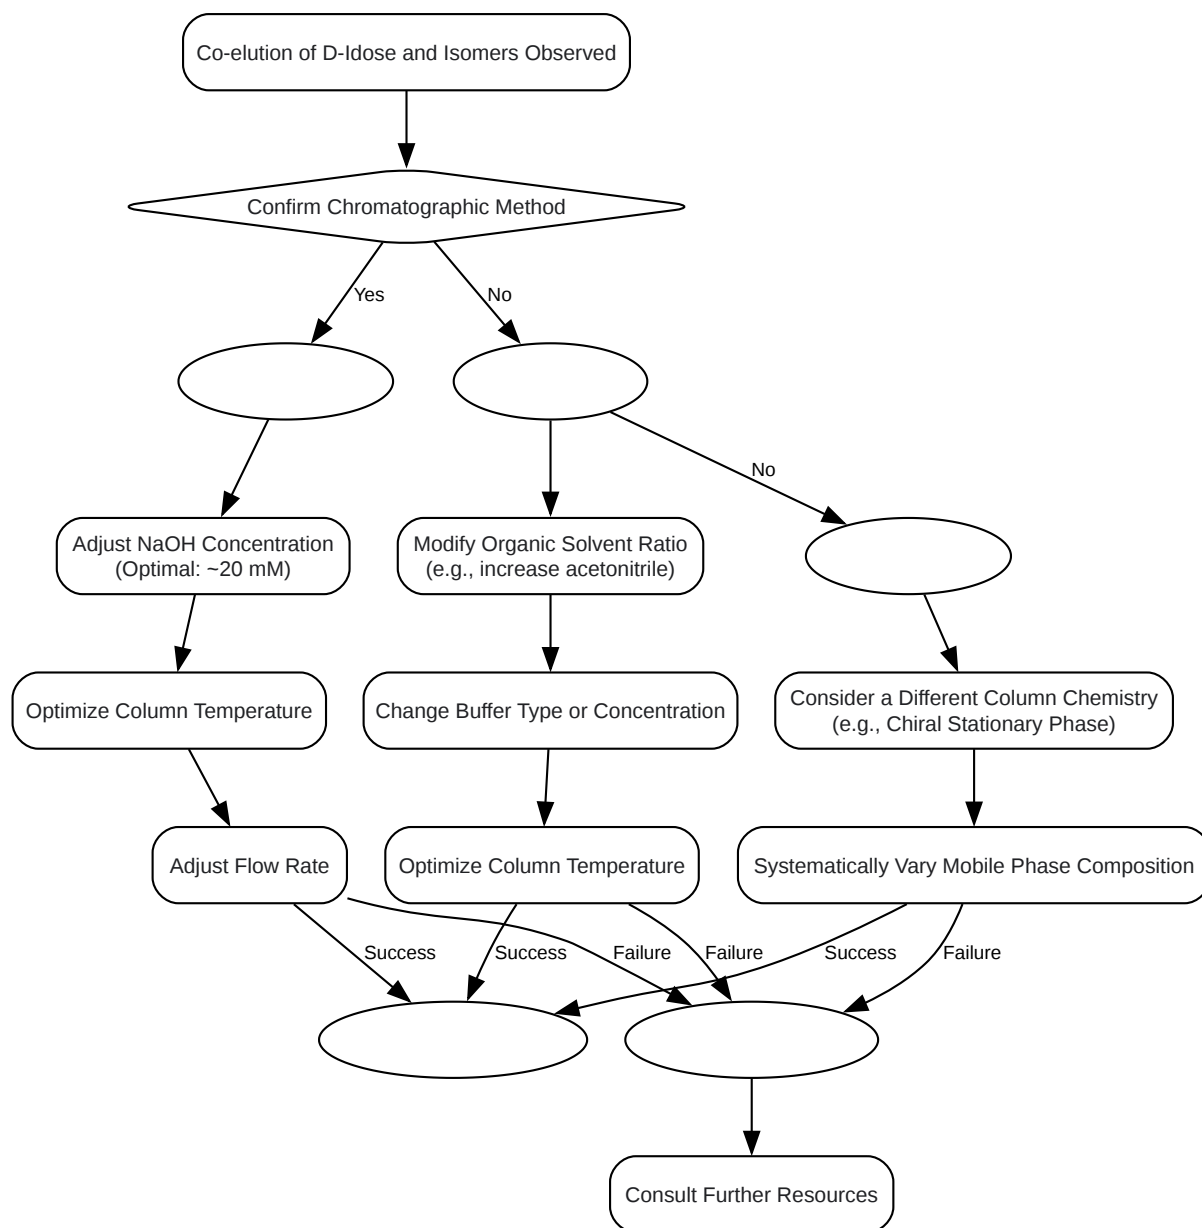 Co-elution of D-Idose and Isomers Observed
Confirm Chromatographic Method
Yes
No
No
Adjust NaOH Concentration
(Optimal: ~20 mM)
Modify Organic Solvent Ratio
(e.g., increase acetonitrile)
Optimize Column Temperature
Change Buffer Type or Concentration
Consider a Different Column Chemistry
(e.g., Chiral Stationary Phase)
Adjust Flow Rate
Optimize Column Temperature
Systematically Vary Mobile Phase Composition
Success
Success
Failure
Failure
Success
Failure
Consult Further Resources